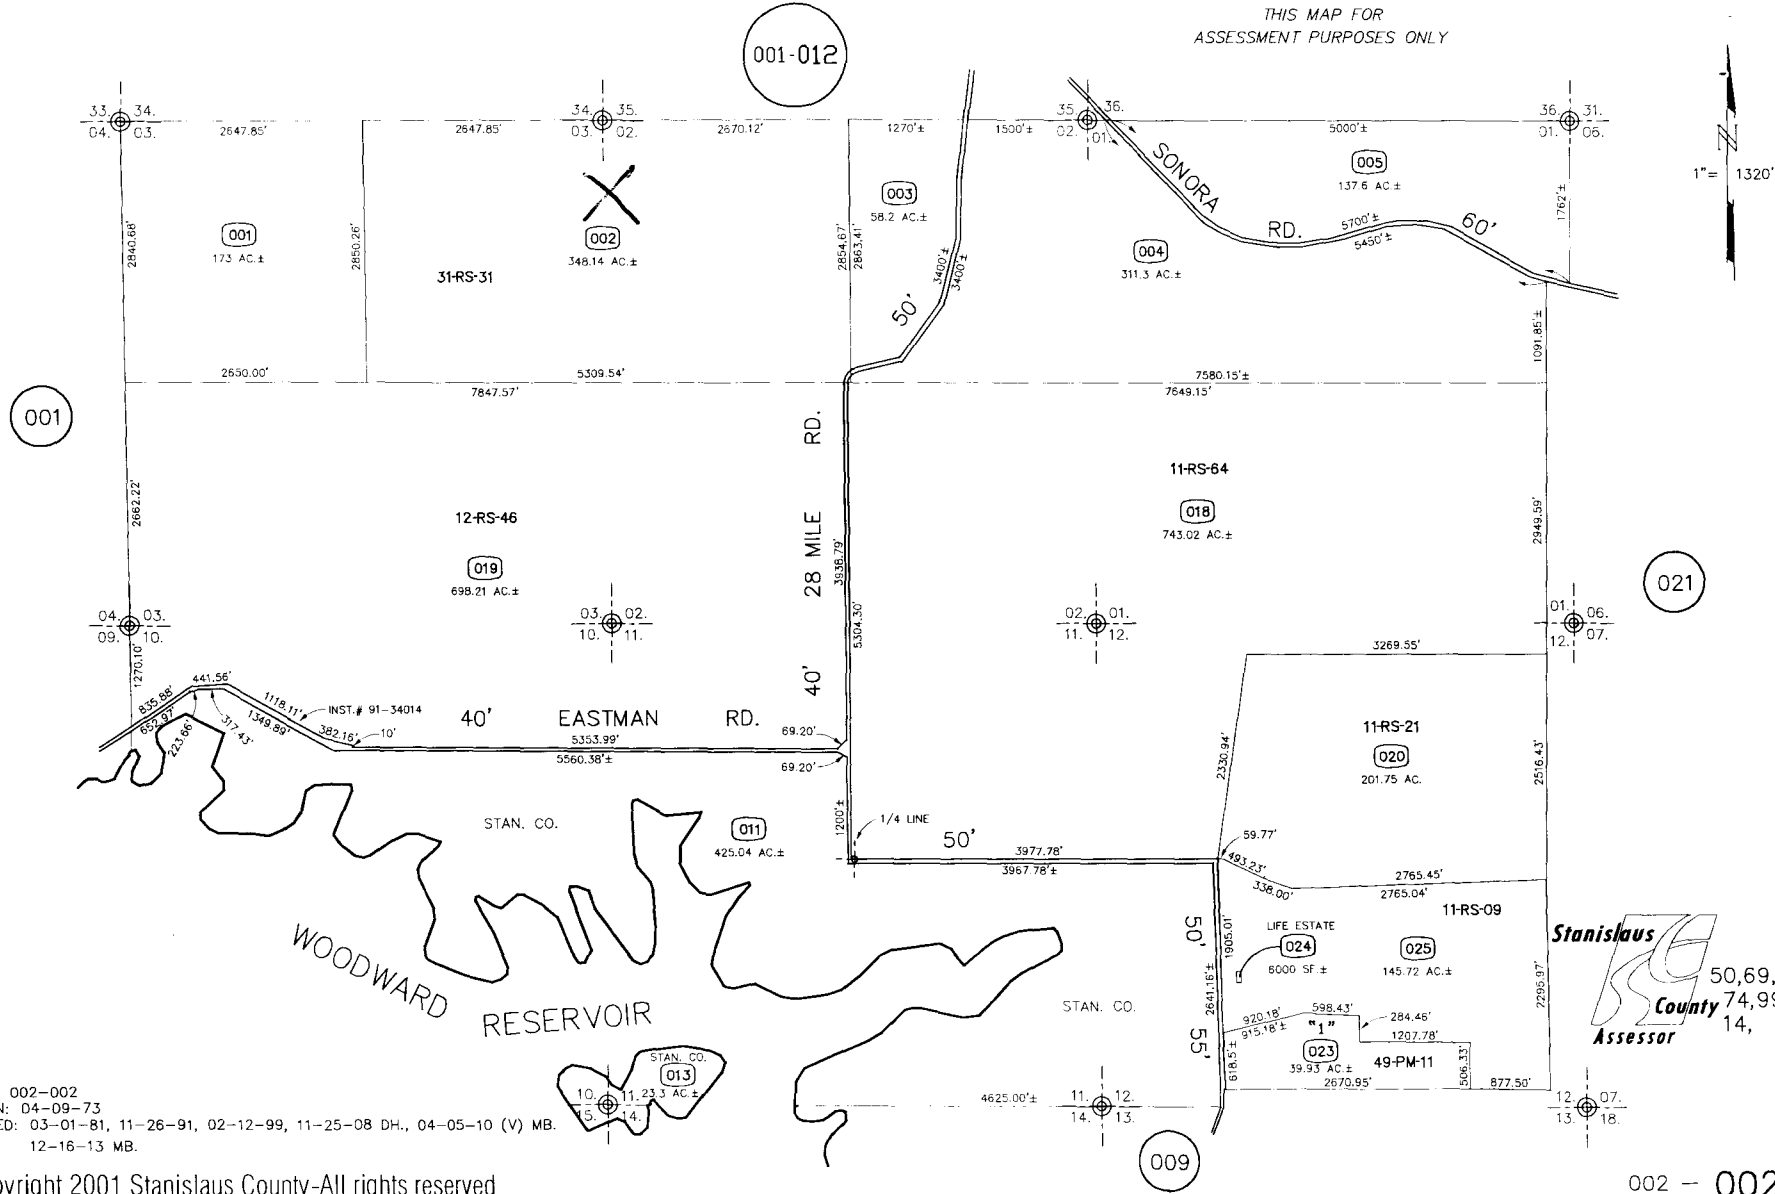 THIS MAP FOR
ASSESSMENT PURPOSES ONLY
001-012
33. 34.
04. 03.
2647.85'
2647.85'
34. 35.
03. 02.
2670.12'
1270'±
1500'±
35. 36.
02. 01.
5000'±
36. 31.
01. 06.
N
1"= 1320'
001
173 AC.±
2840.68'
2850.26'
31-RS-31
002
348.14 AC.±
2854.67'
2863.41'
003
58.2 AC.±
3400'±
3400'±
50'
SONORA RD.
60'
005
137.6 AC.±
1762'±
5700'±
5450'±
004
311.3 AC.±
1091.85'±
2650.00'
5309.54'
7847.57'
7580.15'±
7649.15'
001
2662.22'
12-RS-46
019
698.21 AC.±
28 MILE RD.
40'
3938.79'
5304.30'
11-RS-64
018
743.02 AC.±
2949.59'
021
04. 03.
09. 10.
03. 02.
10. 11.
02. 01.
11. 12.
01. 06.
12. 07.
1270.10'
835.88'
652.97'
441.56'
223.66'
317.43'
1118.11'
1349.89'
INST.# 91-34014
382.16'
10'
40' EASTMAN RD.
5353.99'
5560.38'±
69.20'
69.20'
1200'±
1/4 LINE
50'
3977.78'
3967.78'±
3269.55'
2330.94'
11-RS-21
020
201.75 AC.
2516.43'
59.77'
493.23'
338.00'
2765.45'
2765.04'
11-RS-09
STAN. CO.
011
425.04 AC.±
WOODWARD
RESERVOIR
50'
1905.01'
2641.16'±
55'
LIFE ESTATE
024
6000 SF.±
025
145.72 AC.±
2295.97'
STAN. CO.
920.18'
915.18'±
598.43'
"1"
284.46'
1207.78'
023
39.93 AC.±
49-PM-11
618.5'±
506.33'
2670.95'
877.50'
Stanislaus
County
Assessor
50,69,
14,
STAN. CO.
013
23.3 AC.±
10. 11.
15. 14.
4625.00'±
11. 12.
14. 13.
12. 07.
13. 18.
002-002
N: 04-09-73
ED: 03-01-81, 11-26-91, 02-12-99, 11-25-08 DH., 04-05-10 (V) MB.
12-16-13 MB.
009
pyright 2001 Stanislaus County-All rights reserved
002 - 002